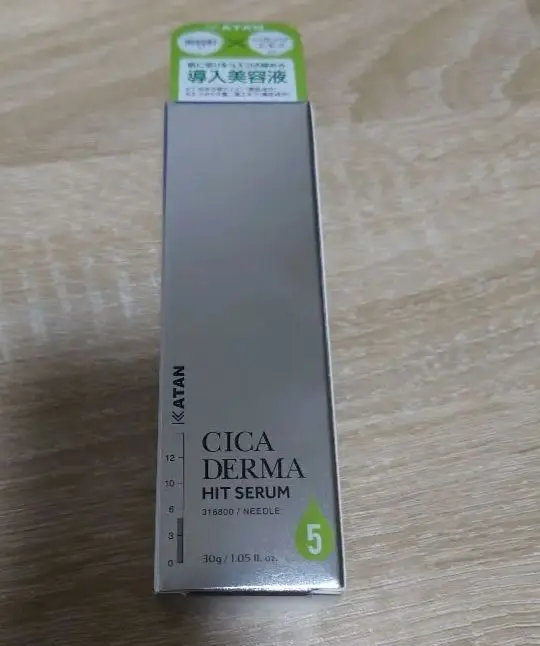 KATAN
導入美容液
KATAN
CICA
DERMA
HIT SERUM
316800 / NEEDLE
5
30g / 1.05 fl. oz.
12
10
6
3
0